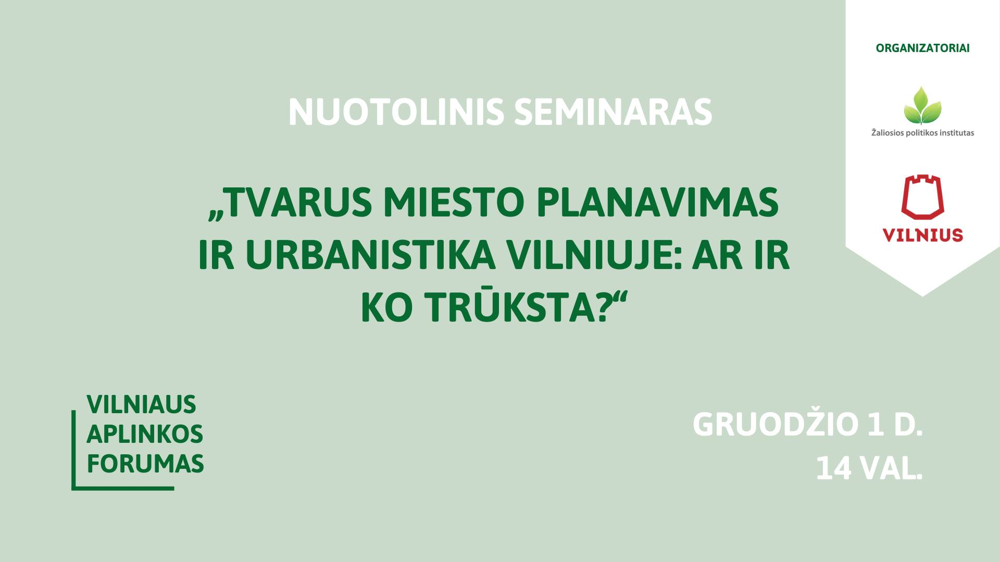 ORGANIZATORIAI
Žaliosios politikos institutas
VILNIUS
NUOTOLINIS SEMINARAS
„TVARUS MIESTO PLANAVIMAS
IR URBANISTIKA VILNIUJE: AR IR
KO TRŪKSTA?“
VILNIAUS
APLINKOS
FORUMAS
GRUODŽIO 1 D.
14 VAL.